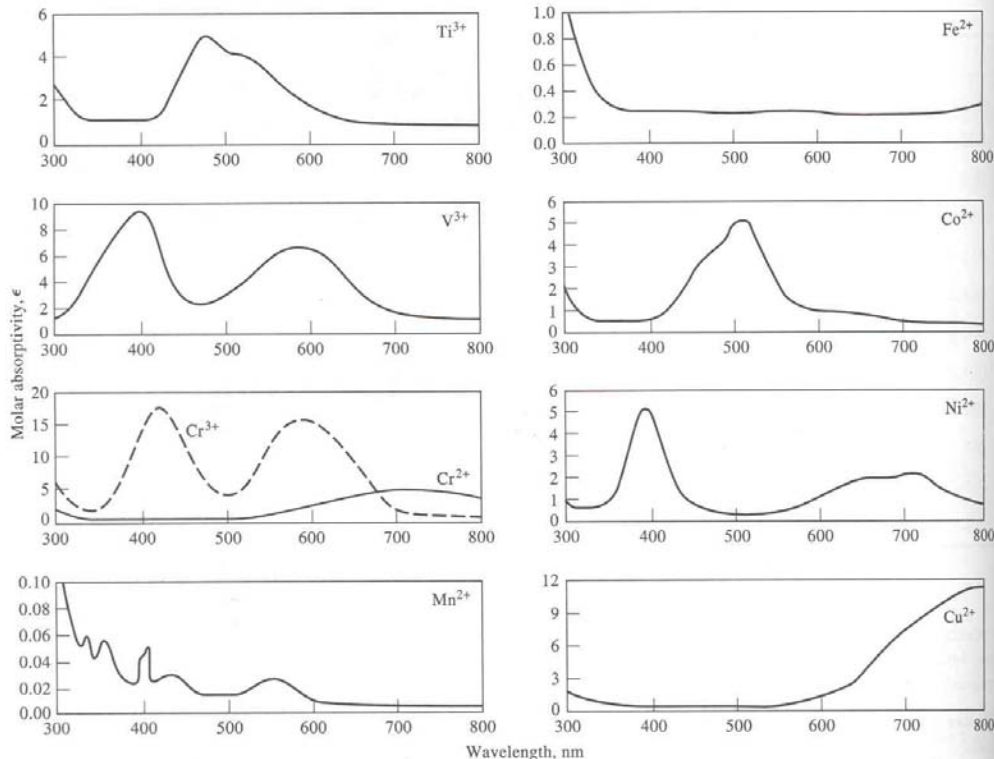 Molar absorptivity, ϵ
6
4
2
0
Ti³⁺
300 400 500 600 700 800
1.0
0.8
0.6
0.4
0.2
0.0
Fe²⁺
300 400 500 600 700 800
10
8
6
4
2
0
V³⁺
300 400 500 600 700 800
6
5
4
3
2
1
0
Co²⁺
300 400 500 600 700 800
20
15
10
5
0
Cr³⁺
Cr²⁺
300 400 500 600 700 800
6
5
4
3
2
1
0
Ni²⁺
300 400 500 600 700 800
0.10
0.08
0.06
0.04
0.02
0.00
Mn²⁺
300 400 500 600 700 800
12
9
6
3
0
Cu²⁺
300 400 500 600 700 800
Wavelength, nm